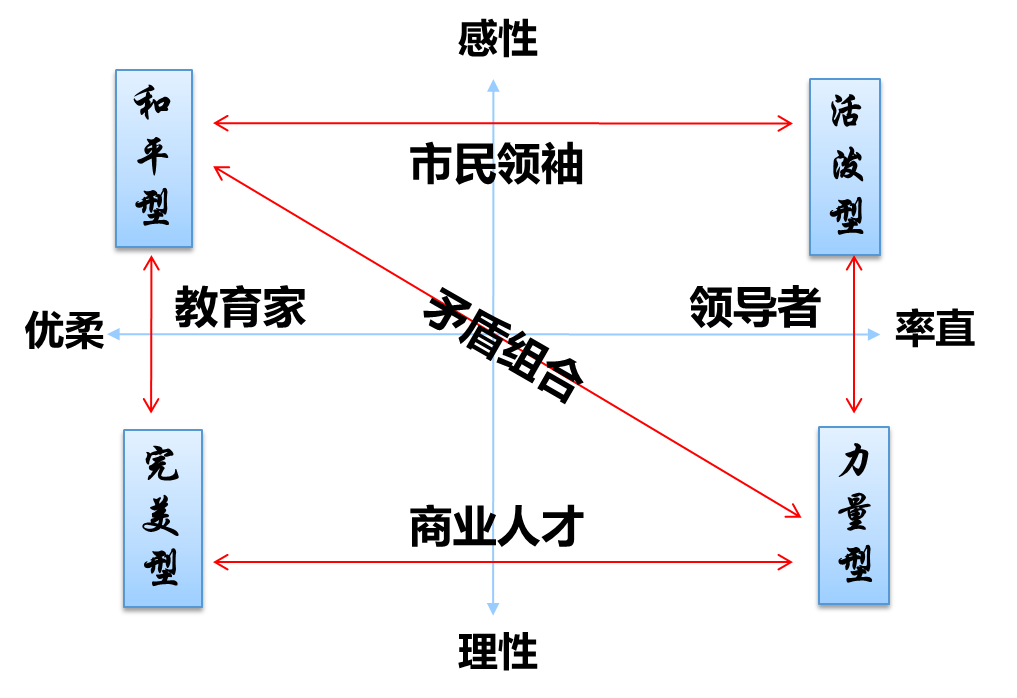 感性
和平型
活泼型
市民领袖
教育家
领导者
优柔
矛盾组合
率直
完美型
力量型
商业人才
理性